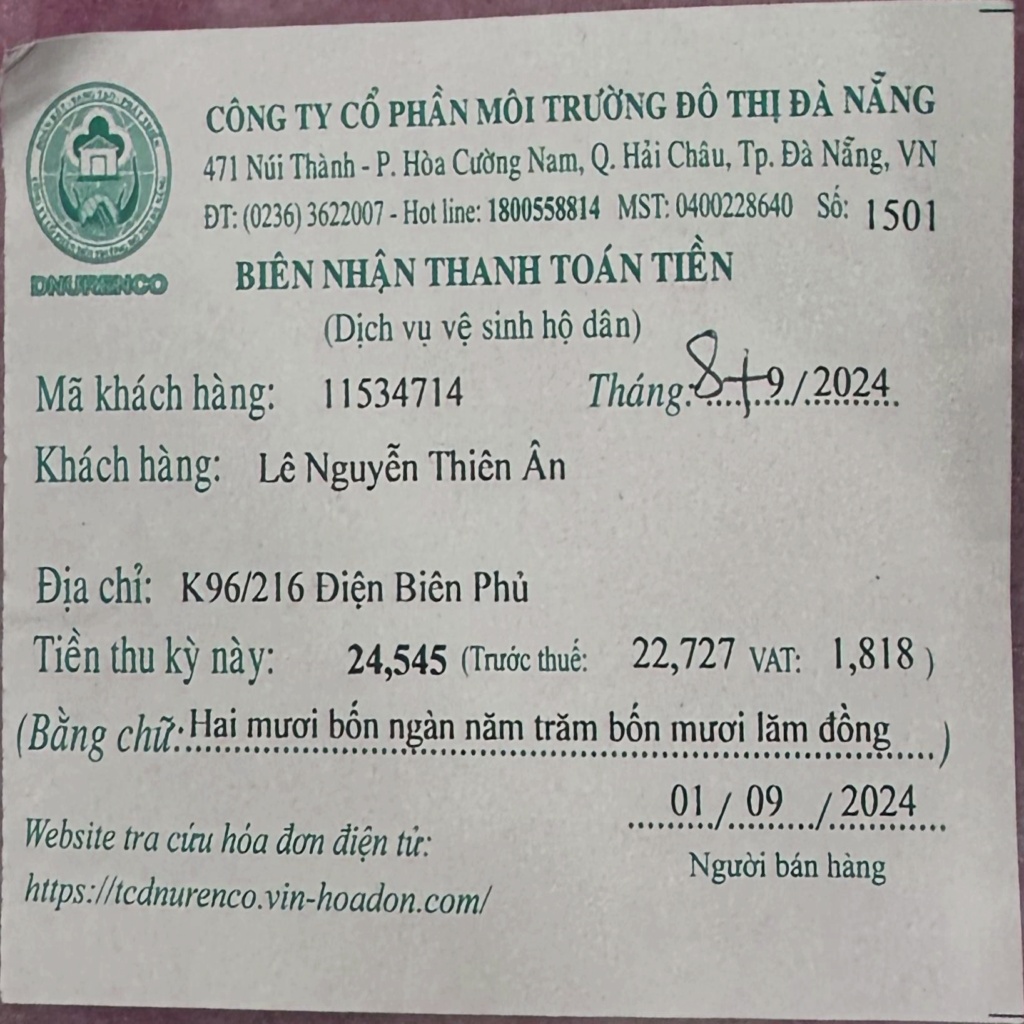 CÔNG TY CỔ PHẦN MÔI TRƯỜNG ĐÔ THỊ ĐÀ NẴNG
471 Núi Thành - P. Hòa Cường Nam, Q. Hải Châu, Tp. Đà Nẵng, VN
ĐT: (0236) 3622007 - Hot line: 1800558814 MST: 0400228640 Số: 1501
DNURENCO
BIÊN NHẬN THANH TOÁN TIỀN
(Dịch vụ vệ sinh hộ dân)
Mã khách hàng: 11534714 Tháng: 8+9/2024
Khách hàng: Lê Nguyễn Thiên Ân
Địa chỉ: K96/216 Điện Biên Phủ
Tiền thu kỳ này: 24,545 (Trước thuế: 22,727 VAT: 1,818 )
(Bằng chữ: Hai mươi bốn ngàn năm trăm bốn mươi lăm đồng)
01/ 09 / 2024
Người bán hàng
Website tra cứu hóa đơn điện tử:
https://tcdnurenco.vin-hoadon.com/